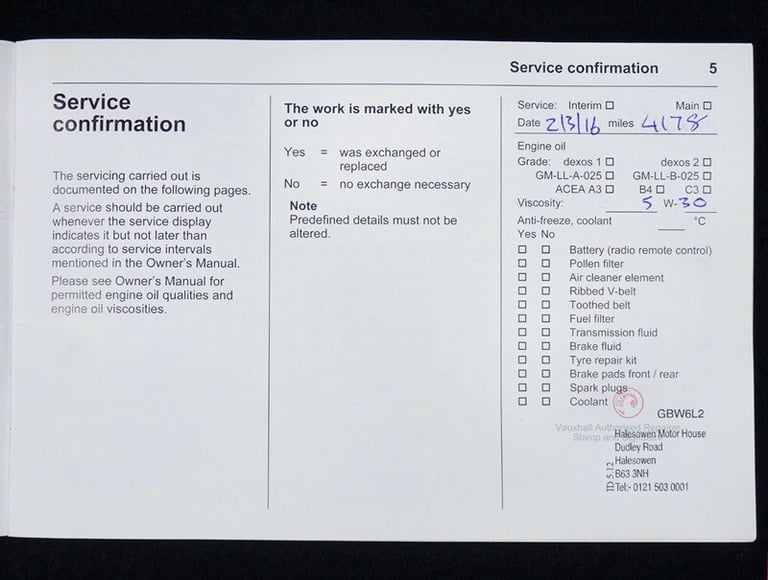 Service confirmation 5
Service
confirmation
The servicing carried out is
documented on the following pages.
A service should be carried out
whenever the service display
indicates it but not later than
according to service intervals
mentioned in the Owner's Manual.
Please see Owner's Manual for
permitted engine oil qualities and
engine oil viscosities.
The work is marked with yes
or no
Yes = was exchanged or
replaced
No = no exchange necessary
Note
Predefined details must not be
altered.
Service: Interim ☐ Main ☐
Date 2/3/16 miles 4178
Engine oil
Grade: dexos 1 ☐ dexos 2 ☐
GM-LL-A-025 ☐ GM-LL-B-025 ☐
ACEA A3 ☐ B4 ☐ C3 ☐
Viscosity: 5 W-30
Anti-freeze, coolant °C
Yes No
☐ ☐ Battery (radio remote control)
☐ ☐ Pollen filter
☐ ☐ Air cleaner element
☐ ☐ Ribbed V-belt
☐ ☐ Toothed belt
☐ ☐ Fuel filter
☐ ☐ Transmission fluid
☐ ☐ Brake fluid
☐ ☐ Tyre repair kit
☐ ☐ Brake pads front / rear
☐ ☐ Spark plugs
☐ ☐ Coolant
GBW6L2
Vauxhall Authorised Repairer
Stamp and
Halesowen Motor House
Dudley Road
Halesowen
B63 3NH
Tel:- 0121 503 0001
ID 5.12